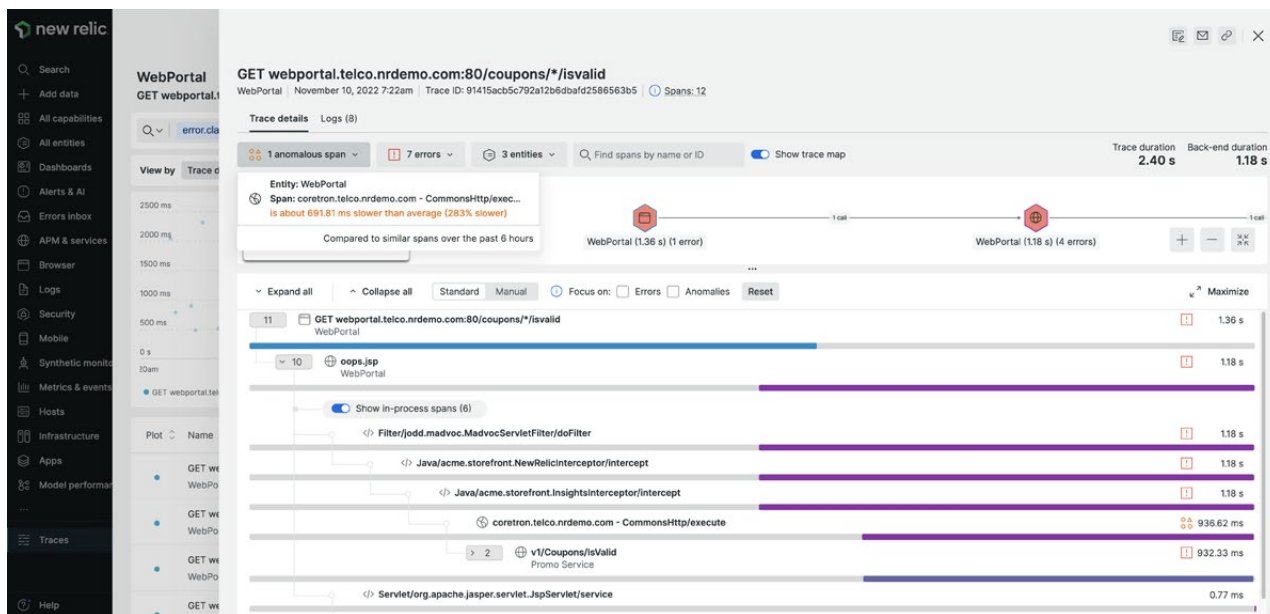 new relic
Search
Add data
All capabilities
All entities
Dashboards
Alerts & AI
Errors inbox
APM & services
Browser
Logs
Security
Mobile
Synthetic monito
Metrics & events
Hosts
Infrastructure
Apps
Model performan
...
Traces
Help
WebPortal
GET webportal.t
error.cla
View by Trace d
2500 ms
2000 ms
1500 ms
1000 ms
500 ms
0 s
GET webportal.tel
Plot Name
GET we
WebPo
GET we
WebPo
GET we
WebPo
GET we
GET webportal.telco.nrdemo.com:80/coupons/*/isvalid
WebPortal November 10, 2022 7:22am Trace ID: 91415acb5c792a12b6dbafd2586563b5 Spans: 12
Trace details Logs (8)
1 anomalous span 7 errors 3 entities Find spans by name or ID Show trace map
Trace duration Back-end duration
2.40 s 1.18 s
Entity: WebPortal
Span: coretron.telco.nrdemo.com - CommonsHttp/exec...
is about 691.81 ms slower than average (283% slower)
Compared to similar spans over the past 6 hours
1 call 1 call
WebPortal (1.36 s) (1 error) WebPortal (1.18 s) (4 errors)
Expand all Collapse all Standard Manual Focus on: Errors Anomalies Reset Maximize
11 GET webportal.telco.nrdemo.com:80/coupons/*/isvalid 1.36 s
WebPortal
10 oops.jsp 1.18 s
WebPortal
Show in-process spans (6)
</> Filter/jodd.madvoc.MadvocServletFilter/doFilter 1.18 s
</> Java/acme.storefront.NewRelicInterceptor/intercept 1.18 s
</> Java/acme.storefront.InsightsInterceptor/intercept 1.18 s
coretron.telco.nrdemo.com - CommonsHttp/execute 936.62 ms
2 v1/Coupons/IsValid 932.33 ms
Promo Service
</> Servlet/org.apache.jasper.servlet.JspServlet/service 0.77 ms